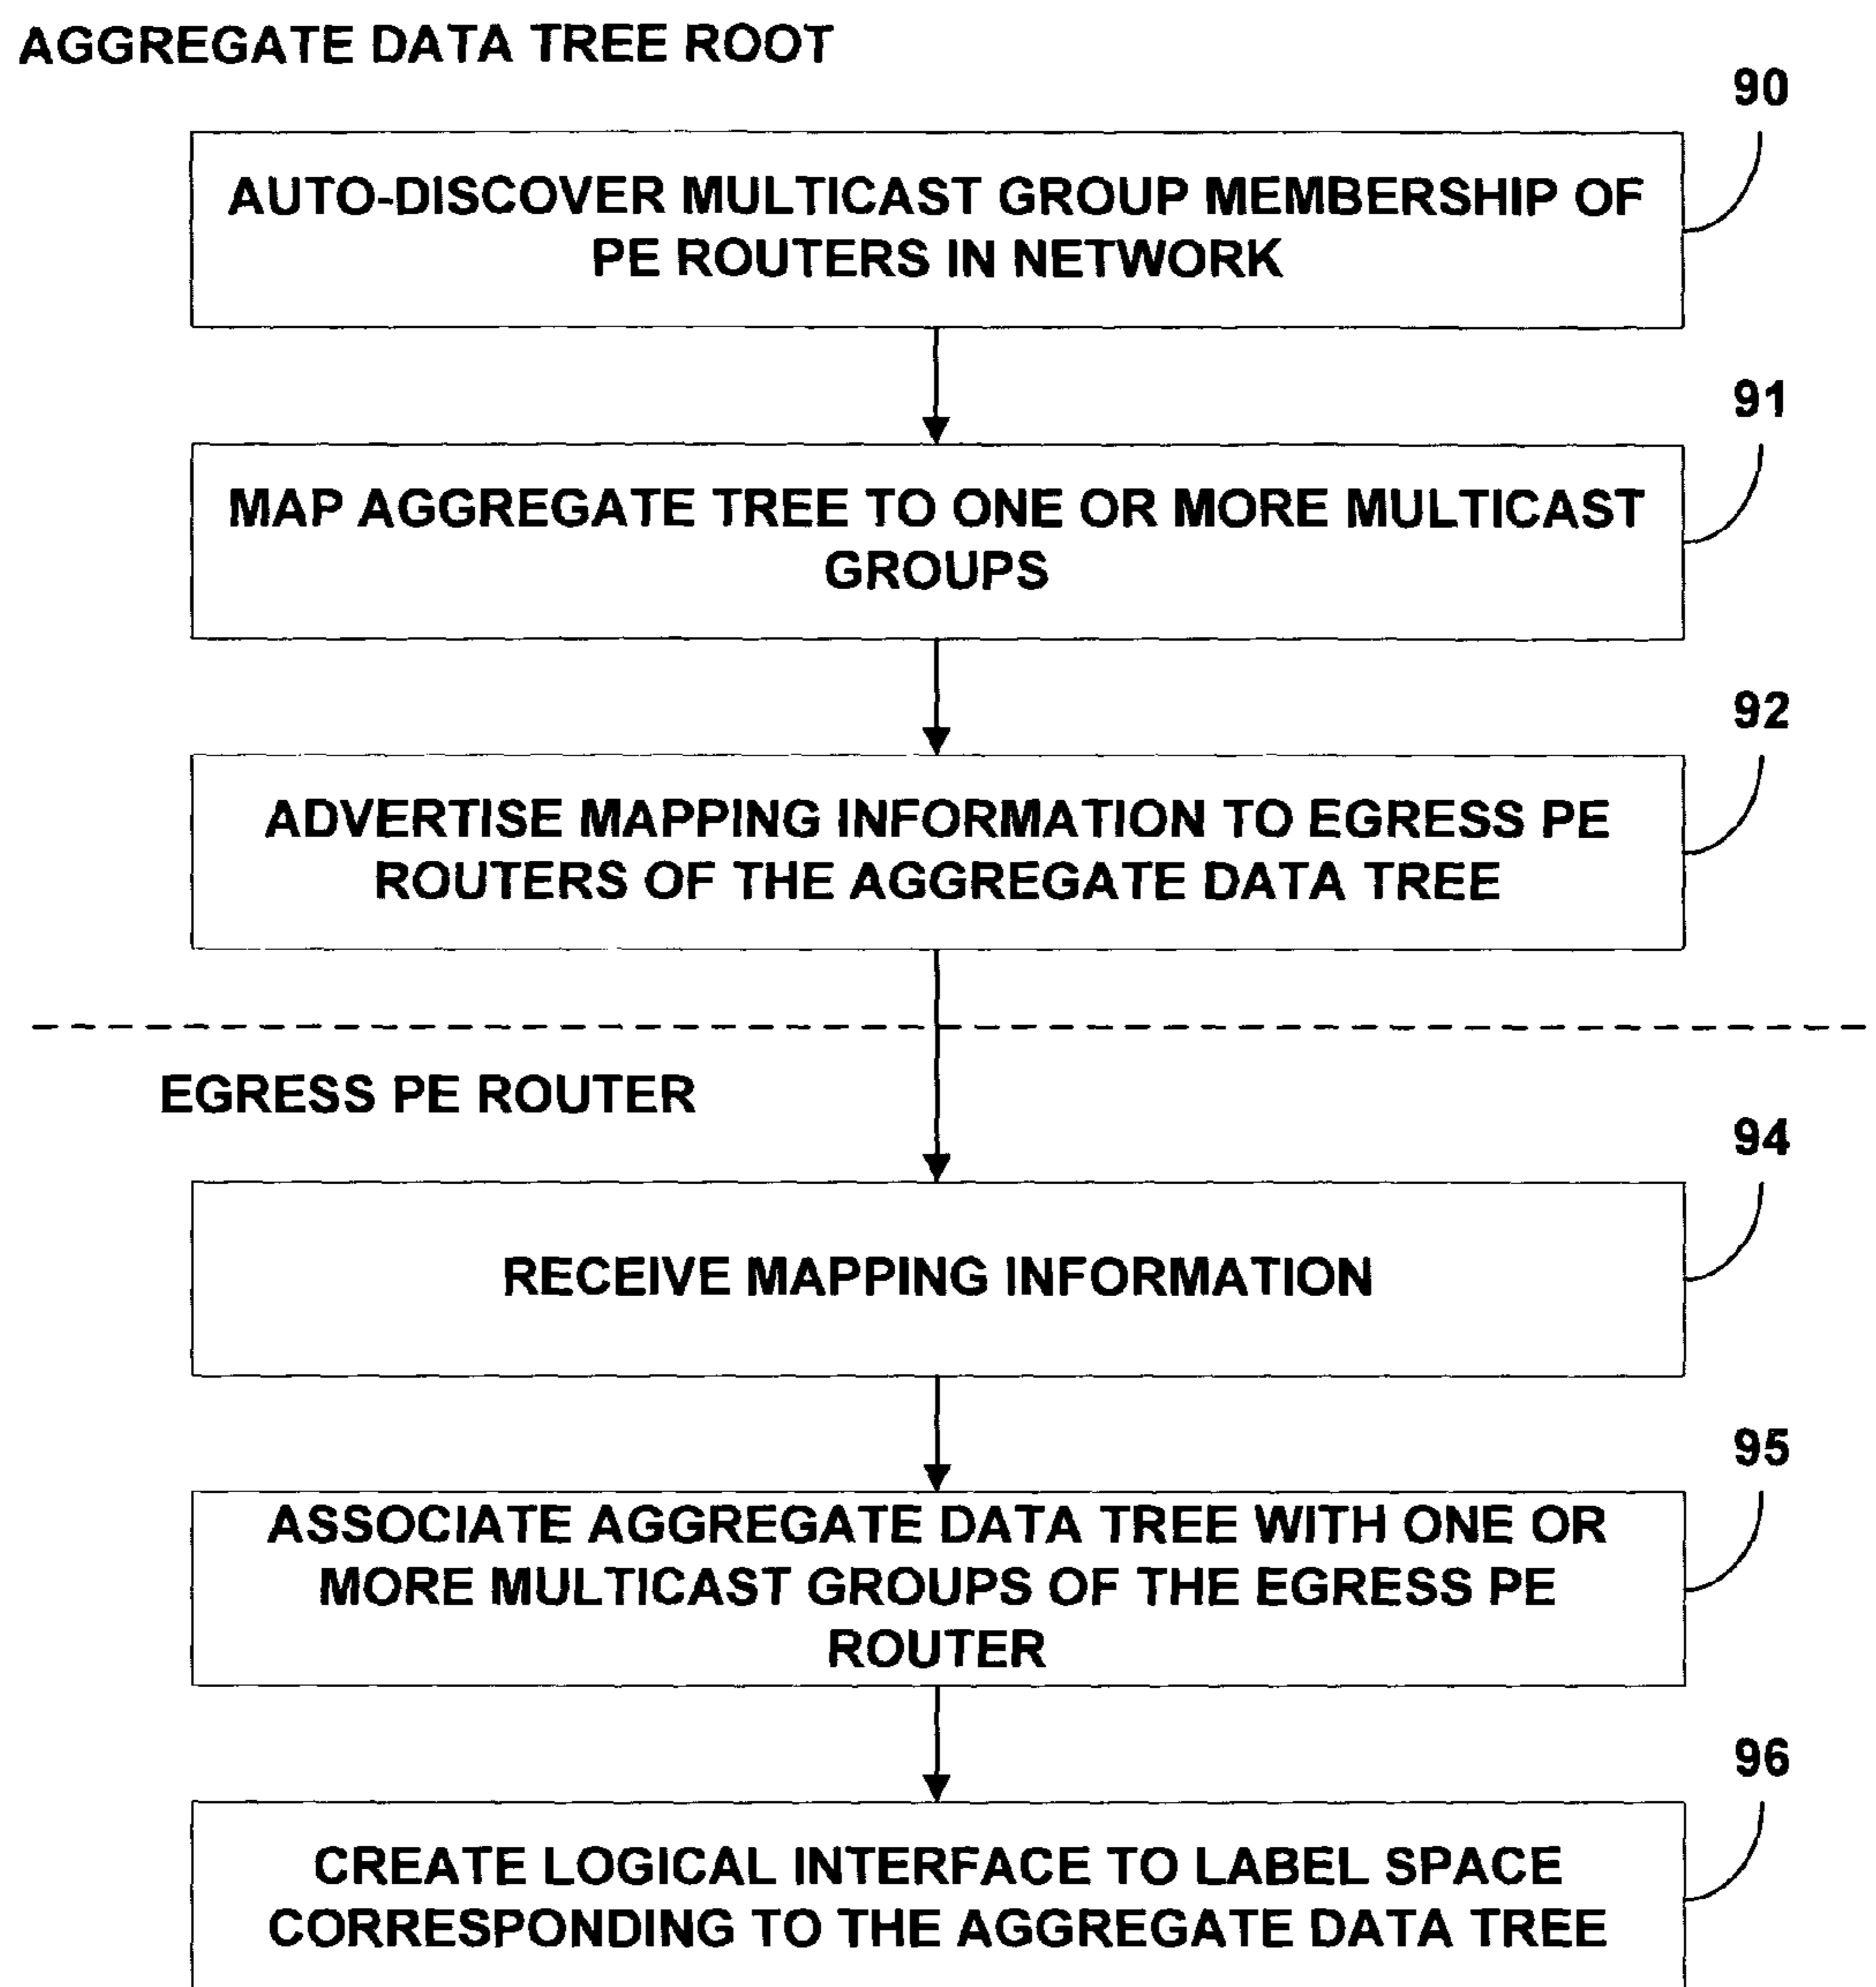 AGGREGATE DATA TREE ROOT
90
AUTO-DISCOVER MULTICAST GROUP MEMBERSHIP OF
PE ROUTERS IN NETWORK
91
MAP AGGREGATE TREE TO ONE OR MORE MULTICAST
GROUPS
92
ADVERTISE MAPPING INFORMATION TO EGRESS PE
ROUTERS OF THE AGGREGATE DATA TREE
EGRESS PE ROUTER
94
RECEIVE MAPPING INFORMATION
95
ASSOCIATE AGGREGATE DATA TREE WITH ONE OR
MORE MULTICAST GROUPS OF THE EGRESS PE
ROUTER
96
CREATE LOGICAL INTERFACE TO LABEL SPACE
CORRESPONDING TO THE AGGREGATE DATA TREE